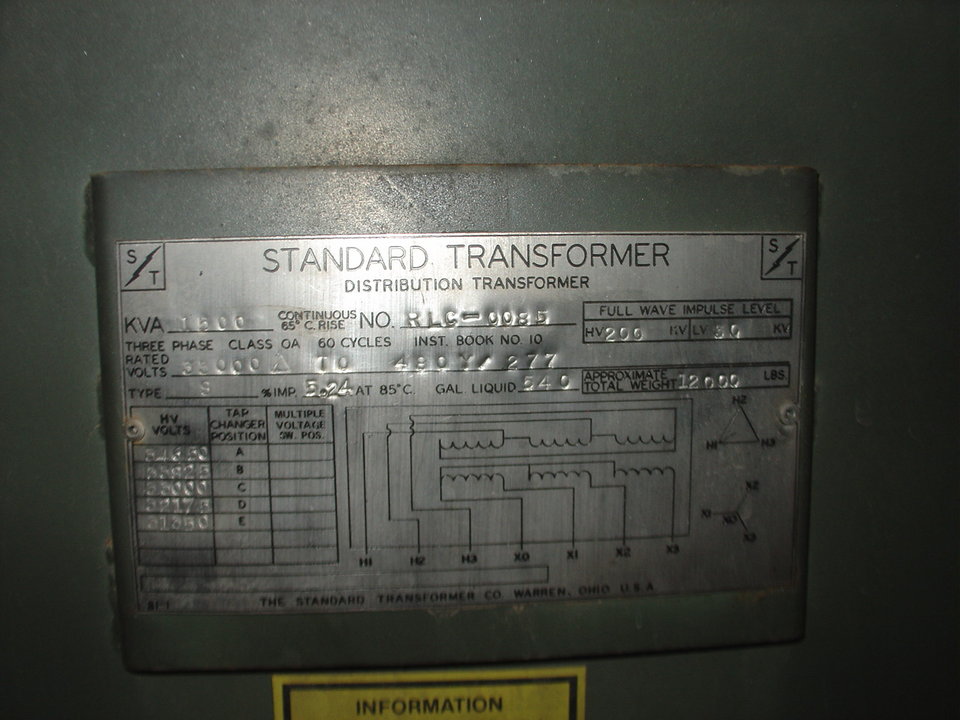 S T
STANDARD TRANSFORMER
S T
DISTRIBUTION TRANSFORMER
KVA 1500 CONTINUOUS 65° C. RISE NO. RLC-0085
FULL WAVE IMPULSE LEVEL
HV 200 KV LV 30 KV
THREE PHASE CLASS OA 60 CYCLES INST. BOOK NO. 10
RATED VOLTS 33000 Δ TO 480Y/277
TYPE S % IMP. 5.24 AT 85°C. GAL LIQUID 540
APPROXIMATE TOTAL WEIGHT 12000 LBS.
HV VOLTS TAP CHANGER POSITION MULTIPLE VOLTAGE SW. POS.
34650 A
33825 B
33000 C
32175 D
31350 E
H1 H2 H3 X0 X1 X2 X3
H2
H1 H3
X2
X1 X0
X3
THE STANDARD TRANSFORMER CO. WARREN, OHIO U.S.A.
INFORMATION